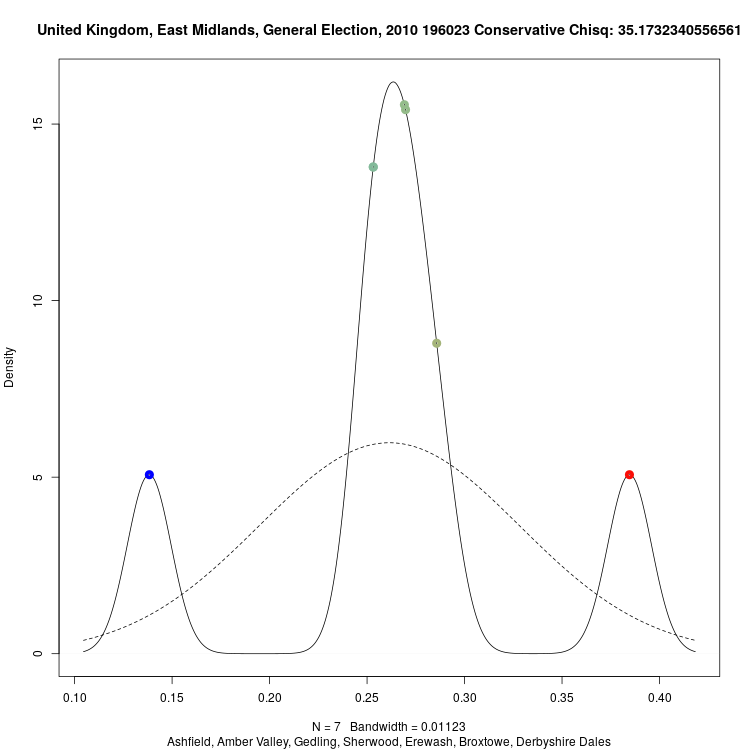 United Kingdom, East Midlands, General Election, 2010 196023 Conservative Chisq: 35.1732340556561
Density
15
10
5
0
0.10 0.15 0.20 0.25 0.30 0.35 0.40
N = 7 Bandwidth = 0.01123
Ashfield, Amber Valley, Gedling, Sherwood, Erewash, Broxtowe, Derbyshire Dales